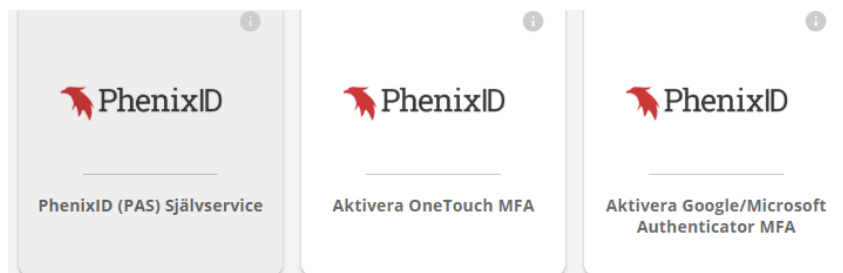 PhenixID
PhenixID (PAS) Självservice
PhenixID
Aktivera OneTouch MFA
PhenixID
Aktivera Google/Microsoft
Authenticator MFA